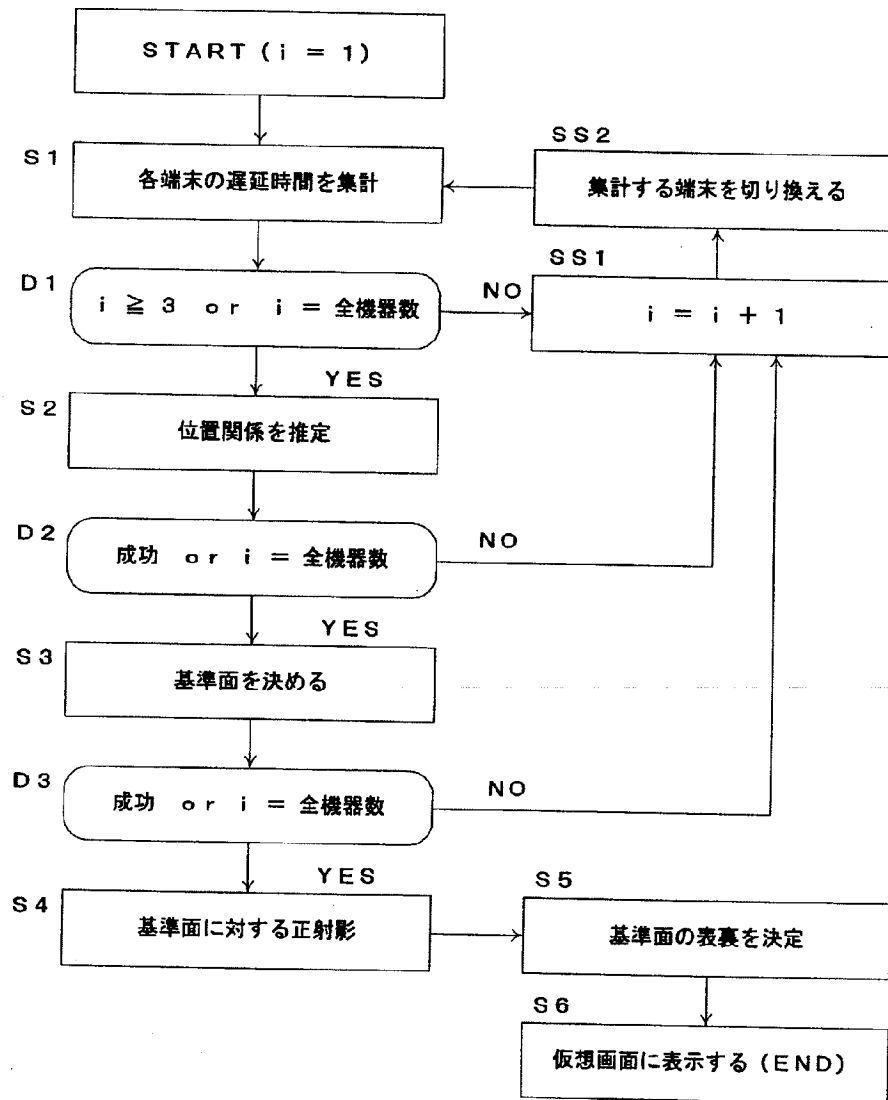 START (i = 1)
S1
各端末の遅延時間を集計
SS2
集計する端末を切り換える
D1
i ≧ 3 or i = 全機器数
NO
SS1
i = i + 1
YES
S2
位置関係を推定
D2
成功 or i = 全機器数
NO
YES
S3
基準面を決める
D3
成功 or i = 全機器数
NO
YES
S4
基準面に対する正射影
S5
基準面の表裏を決定
S6
仮想画面に表示する (END)